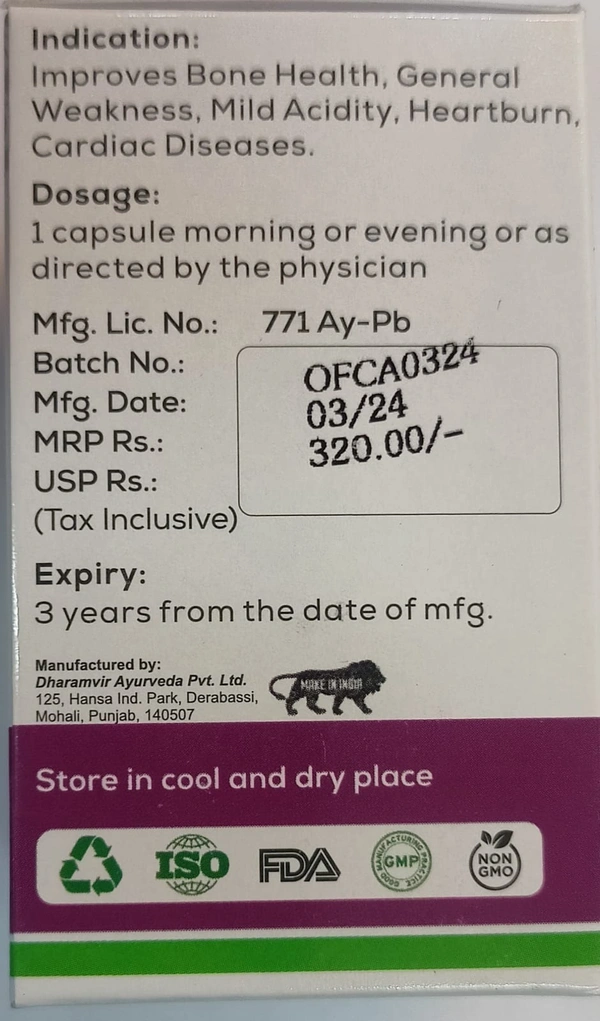 Indication:
Improves Bone Health, General
Weakness, Mild Acidity, Heartburn,
Cardiac Diseases.
Dosage:
1 capsule morning or evening or as
directed by the physician
Mfg. Lic. No.: 771 Ay-Pb
Batch No.: OFCA0324
Mfg. Date: 03/24
MRP Rs.: 320.00/-
USP Rs.:
(Tax Inclusive)
Expiry:
3 years from the date of mfg.
Manufactured by:
Dharamvir Ayurveda Pvt. Ltd.
125, Hansa Ind. Park, Derabassi,
Mohali, Punjab, 140507
MAKE IN INDIA
Store in cool and dry place
ISO
FDA
GOOD MANUFACTURING PRACTICE
GMP
NON
GMO